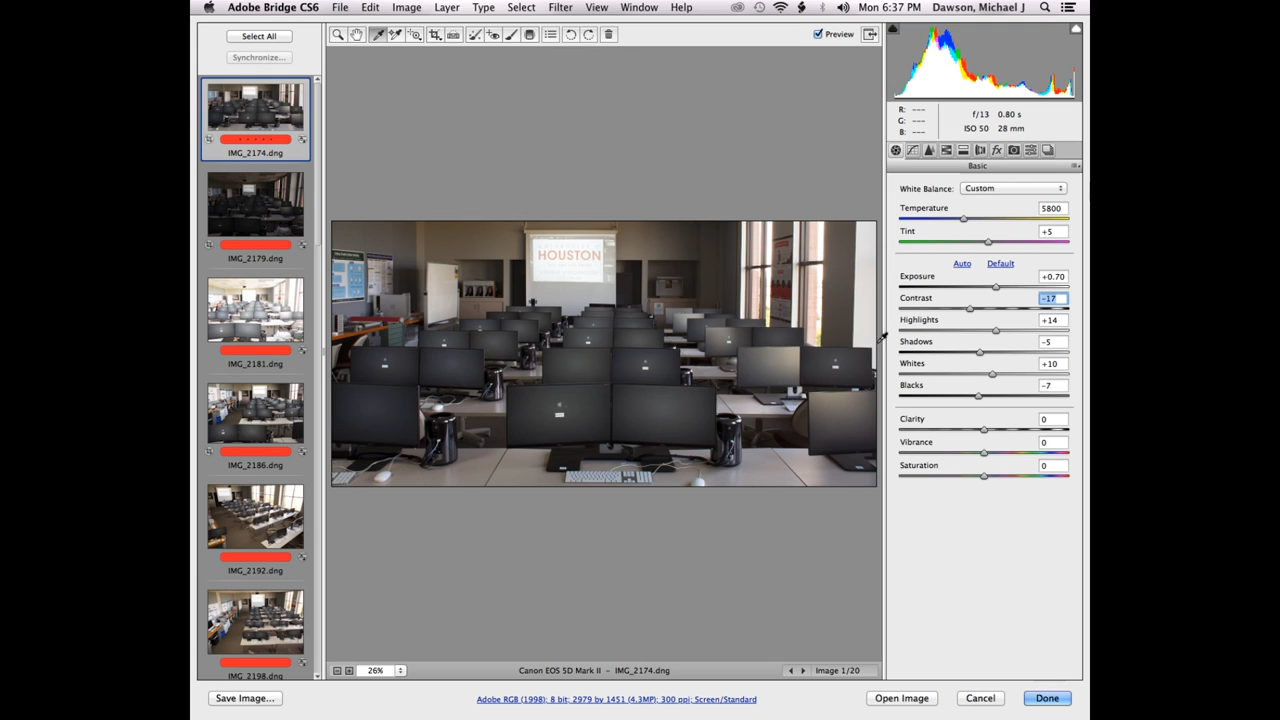 Adobe Bridge CS6 File Edit Image Layer Type Select Filter View Window Help Mon 6:37 PM Dawson, Michael J
Select All
Synchronize...
Preview
IMG_2174.dng
IMG_2179.dng
IMG_2181.dng
IMG_2186.dng
IMG_2192.dng
IMG_2198.dng
HOUSTON
R: ---
G: ---
B: ---
f/13 0.80 s
ISO 50 28 mm
fx
Basic
White Balance: Custom
Temperature 5800
Tint +5
Auto Default
Exposure +0.70
Contrast -17
Highlights +14
Shadows -5
Whites +10
Blacks -7
Clarity 0
Vibrance 0
Saturation 0
26% Canon EOS 5D Mark II - IMG_2174.dng Image 1/20
Save Image... Adobe RGB (1998); 8 bit; 2979 by 1451 (4.3MP); 300 ppi; Screen/Standard Open Image Cancel Done